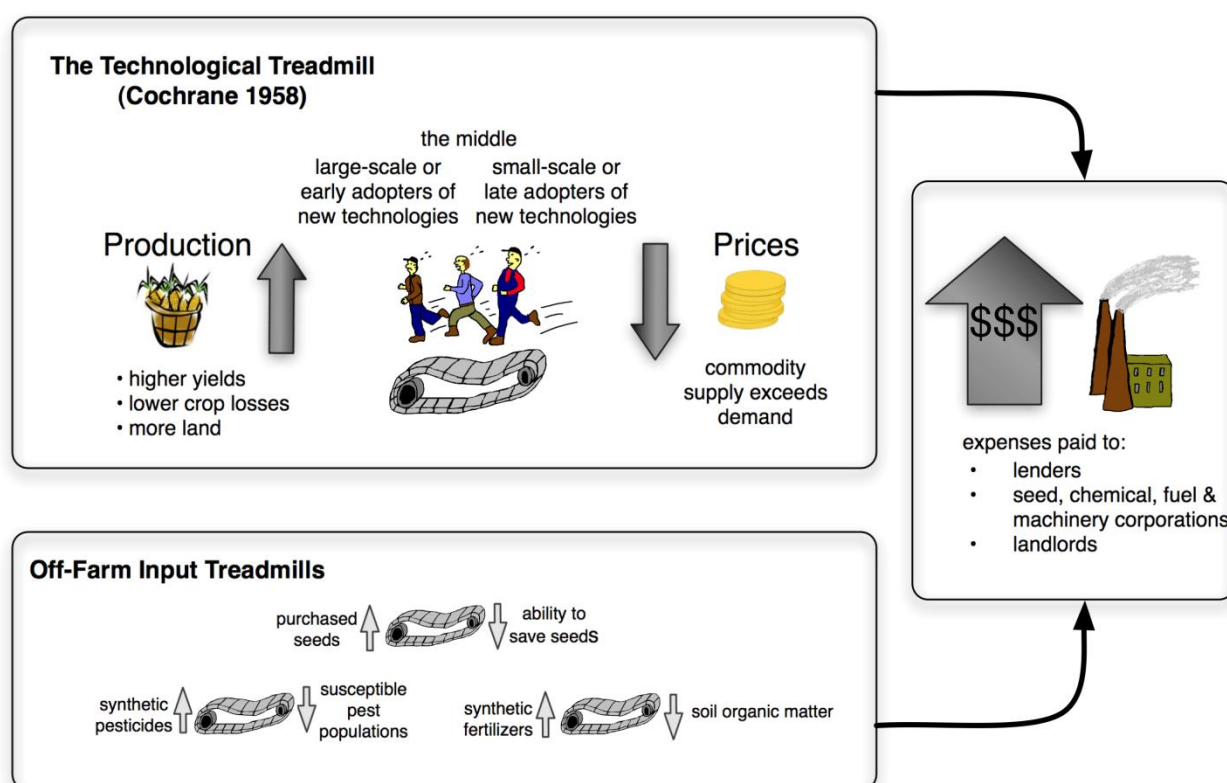 The Technological Treadmill
(Cochrane 1958)
the middle
large-scale or
early adopters of
new technologies
small-scale or
late adopters of
new technologies
Production
• higher yields
• lower crop losses
• more land
Prices
commodity
supply exceeds
demand
$$$
expenses paid to:
• lenders
• seed, chemical, fuel &
machinery corporations
• landlords
Off-Farm Input Treadmills
purchased
seeds
ability to
save seeds
synthetic
pesticides
susceptible
pest
populations
synthetic
fertilizers
soil organic matter